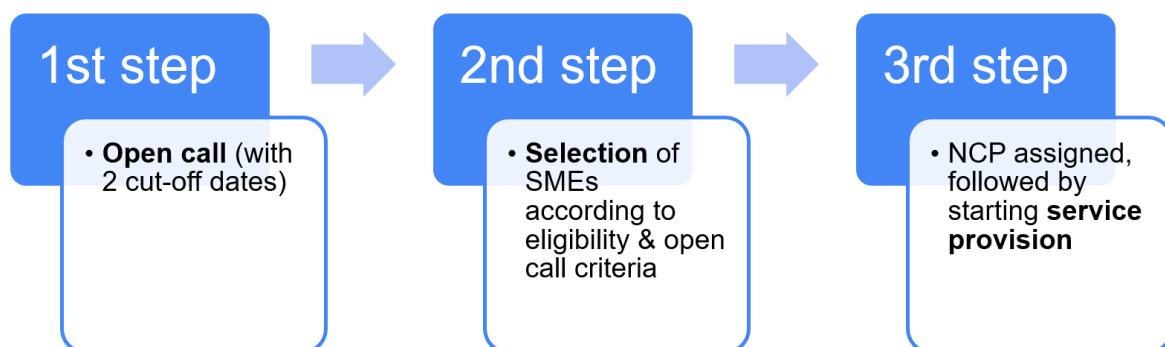 1st step
• Open call (with
2 cut-off dates)
2nd step
• Selection of
SMEs
according to
eligibility & open
call criteria
3rd step
• NCP assigned,
followed by
starting service
provision